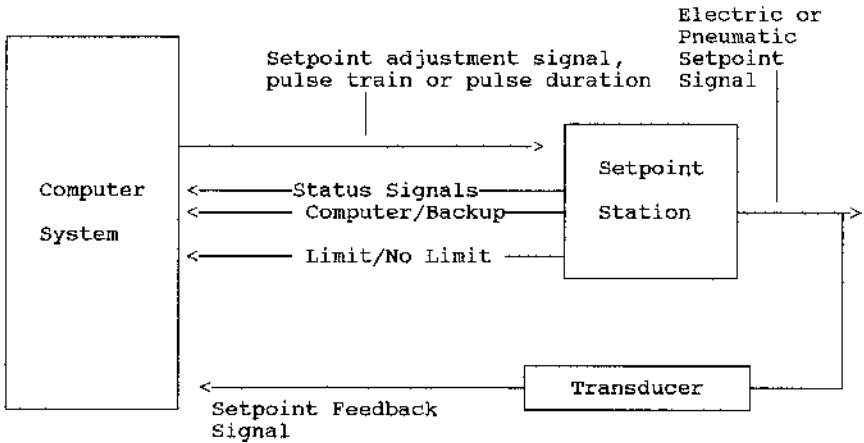 Electric or
Pneumatic
Setpoint
Signal
Setpoint adjustment signal,
pulse train or pulse duration
Computer
System
Setpoint
Station
Status Signals
Computer/Backup
Limit/No Limit
Transducer
Setpoint Feedback
Signal